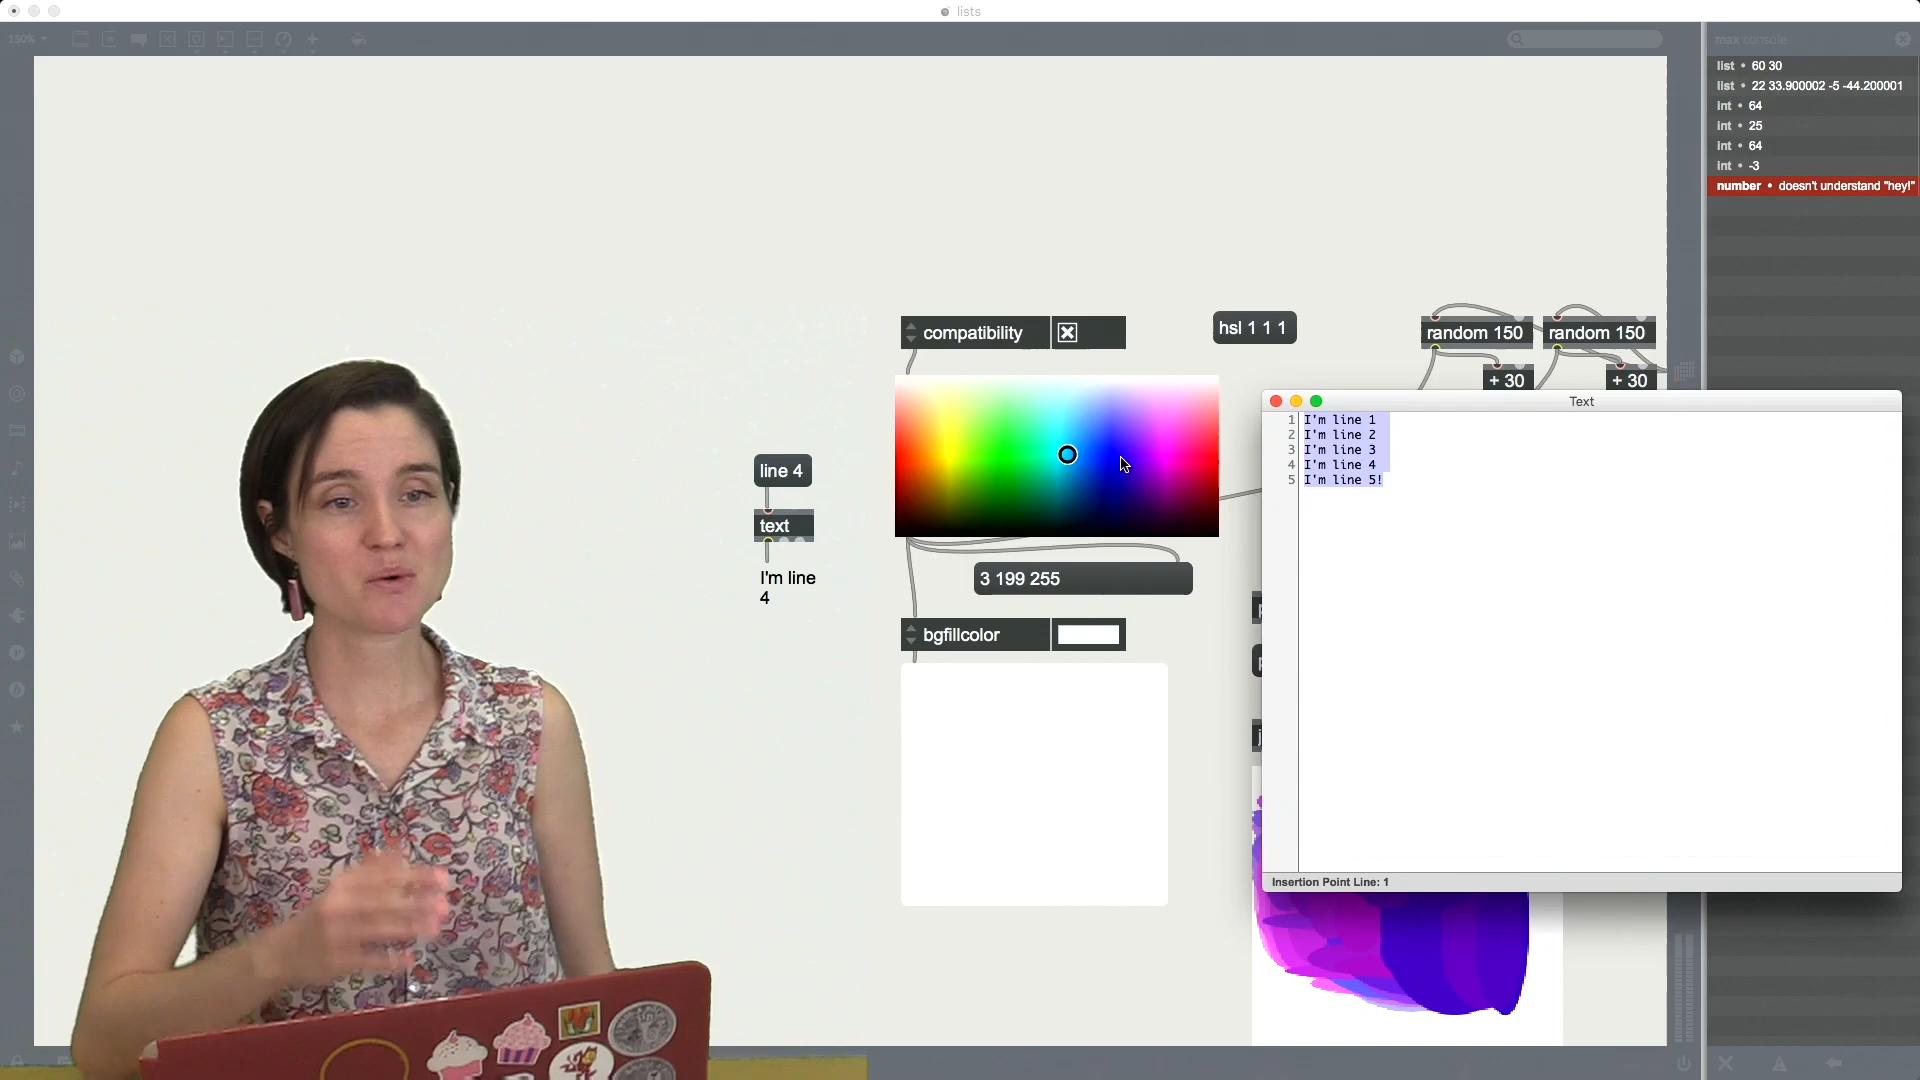 lists
150%
max console
list • 60 30
list • 22 33.900002 -5 -44.200001
int • 64
int • 25
int • 64
int • -3
number • doesn't understand "hey!"
compatibility
hsl 1 1 1
random 150
random 150
+ 30
+ 30
Text
1 I'm line 1
2 I'm line 2
3 I'm line 3
4 I'm line 4
5 I'm line 5!
Insertion Point Line: 1
line 4
text
I'm line
4
3 199 255
bgfillcolor